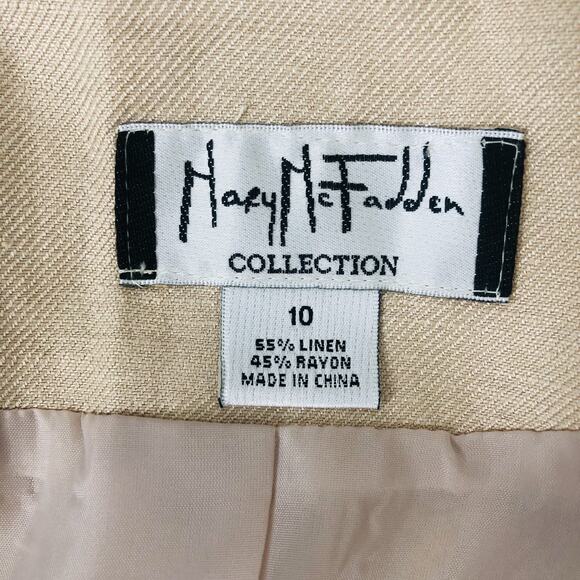 Mary McFadden
COLLECTION
10
55% LINEN
45% RAYON
MADE IN CHINA